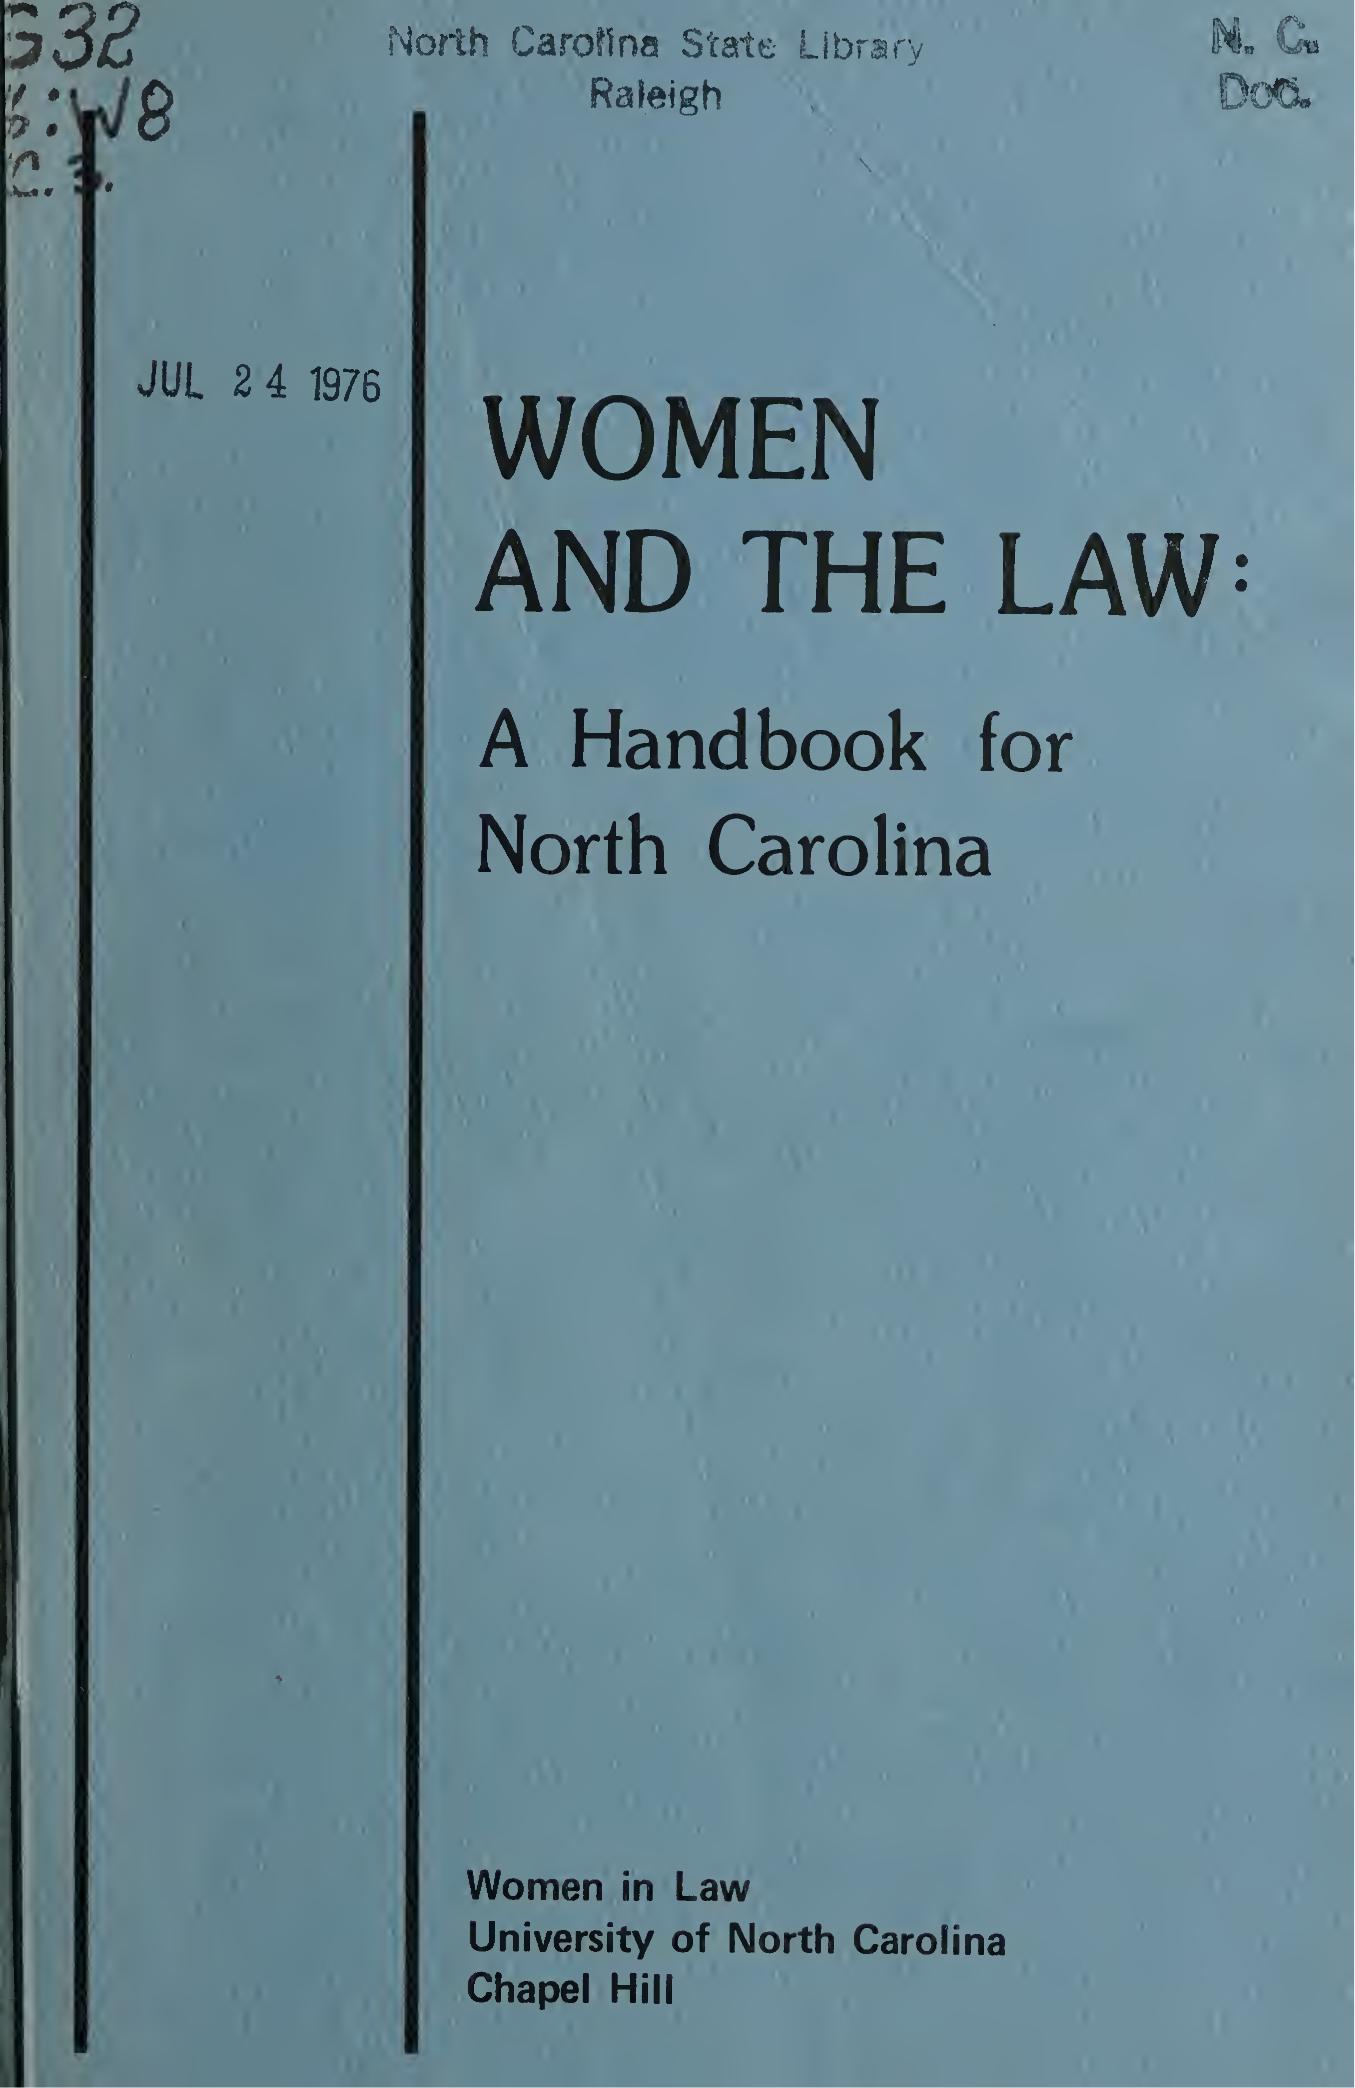 North Carolina State Library
Raleigh
N. C.
Doc.
:W8
JUL 24 1976
WOMEN
AND THE LAW:
A Handbook for
North Carolina
Women in Law
University of North Carolina
Chapel Hill